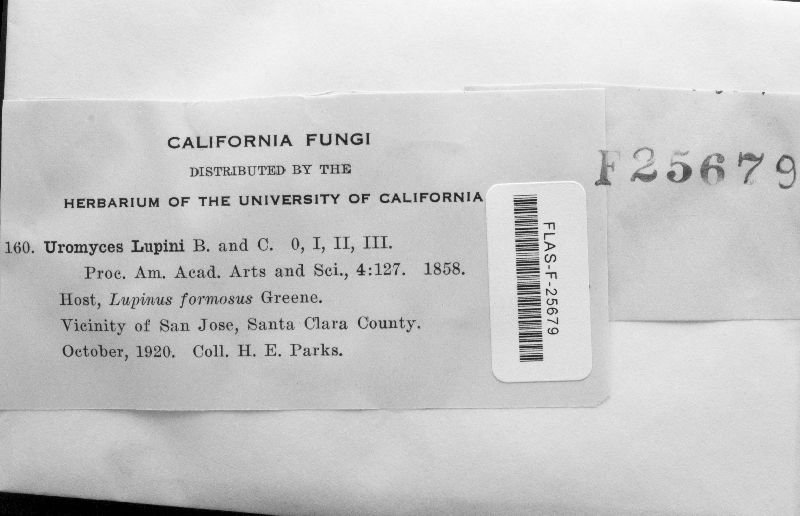 CALIFORNIA FUNGI
DISTRIBUTED BY THE
HERBARIUM OF THE UNIVERSITY OF CALIFORNIA
160. Uromyces Lupini B. and C. 0, I, II, III.
Proc. Am. Acad. Arts and Sci., 4:127. 1858.
Host, Lupinus formosus Greene.
Vicinity of San Jose, Santa Clara County.
October, 1920. Coll. H. E. Parks.
FLAS-F-25679
F25679